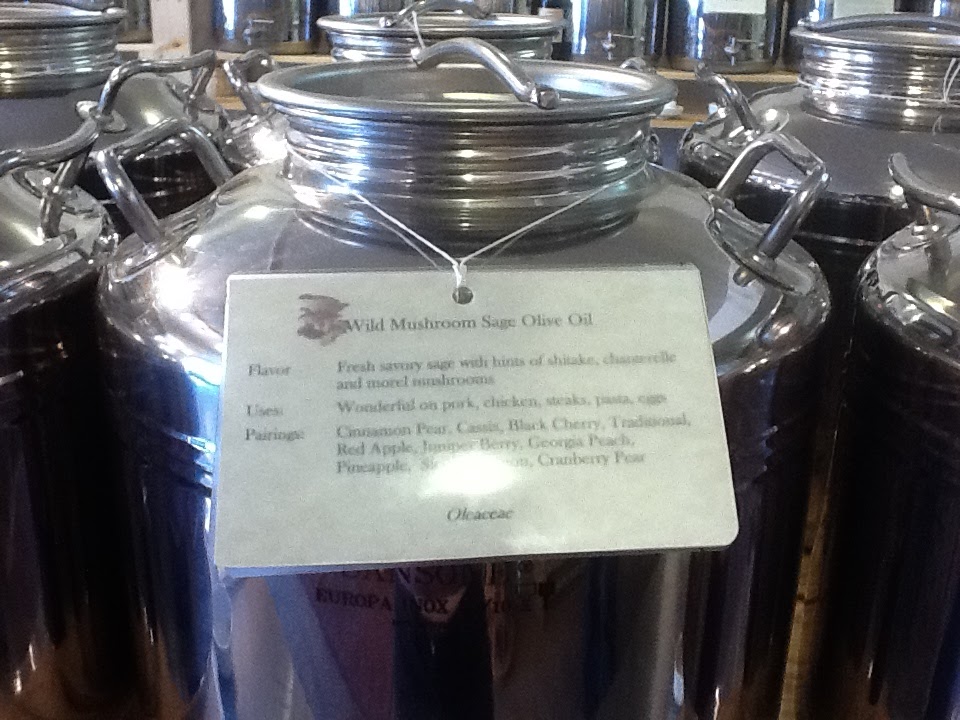 Wild Mushroom Sage Olive Oil
Flavor Fresh savory sage with hints of shitake, chanterelle
and morel mushrooms
Uses: Wonderful on pork, chicken, steaks, pasta, eggs
Pairings: Cinnamon Pear, Cassis, Black Cherry, Traditional,
Red Apple, Juniper Berry, Georgia Peach,
Pineapple, Cranberry Pear
Oleaceae
EUROPA INOX